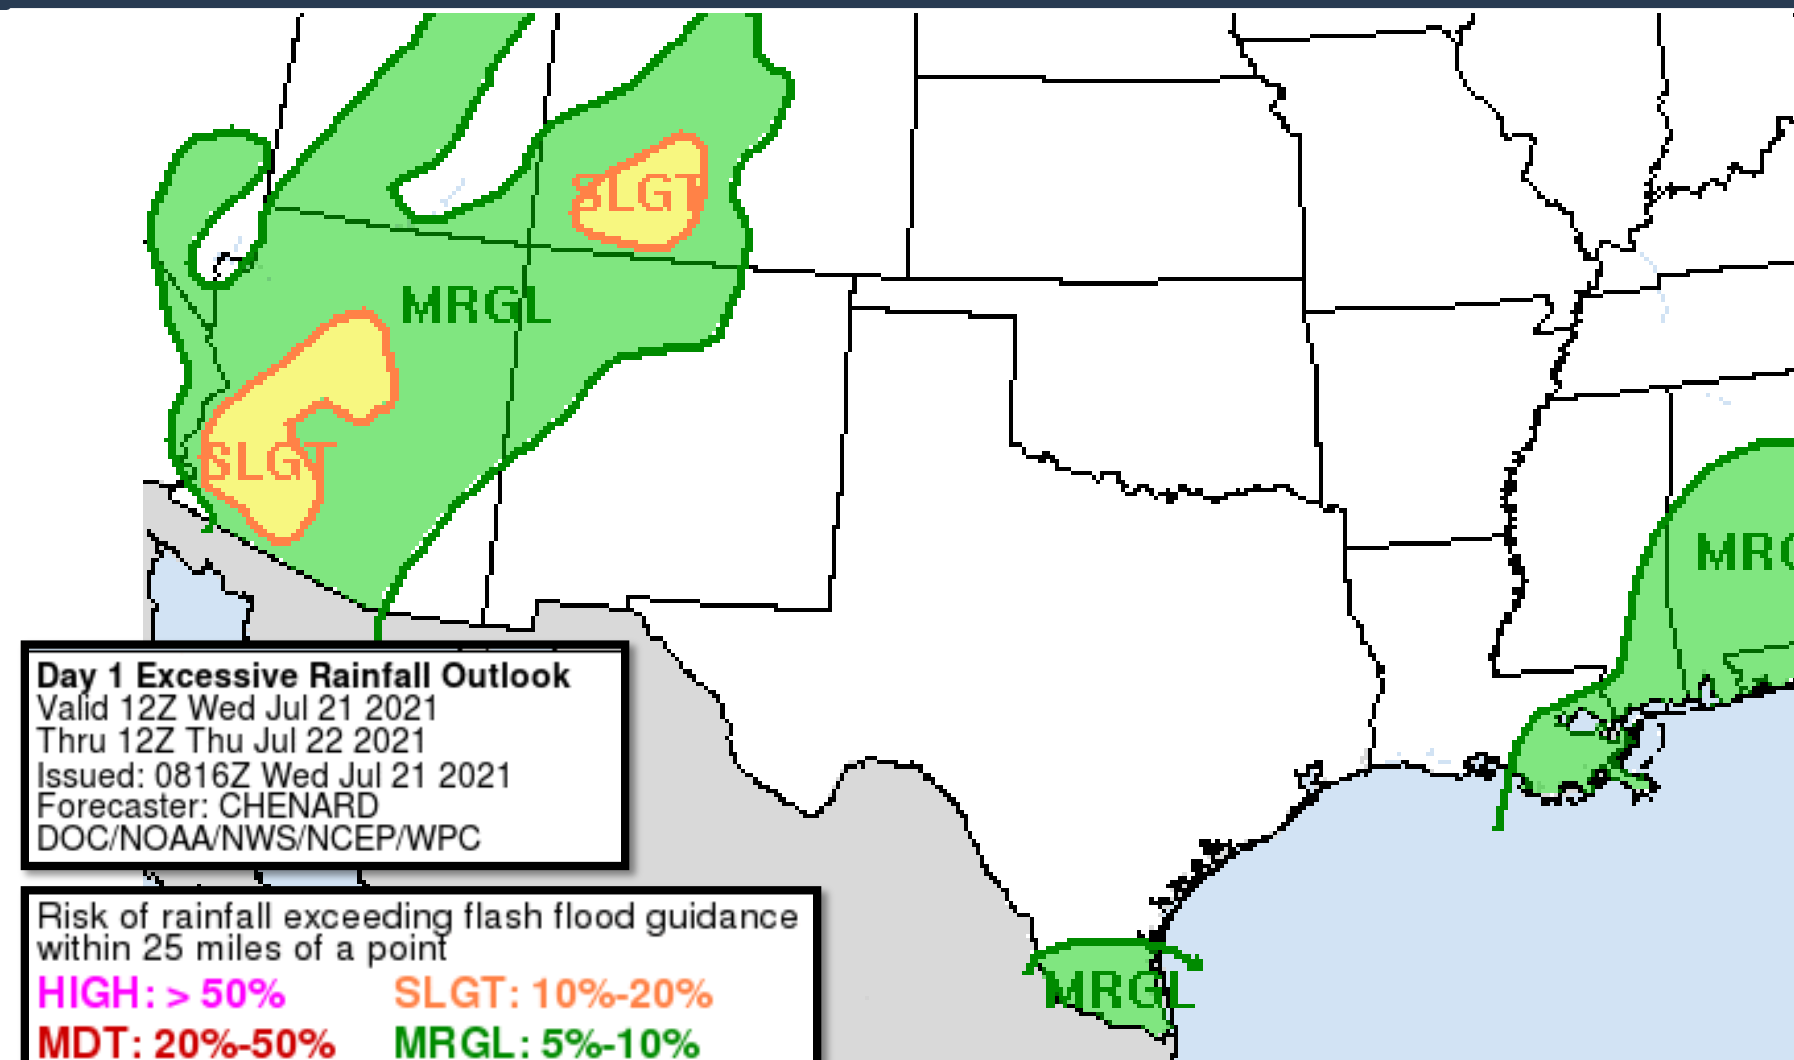 SLGT
MRGL
SLGT
MRG
MRGL
Day 1 Excessive Rainfall Outlook
Valid 12Z Wed Jul 21 2021
Thru 12Z Thu Jul 22 2021
Issued: 0816Z Wed Jul 21 2021
Forecaster: CHENARD
DOC/NOAA/NWS/NCEP/WPC
Risk of rainfall exceeding flash flood guidance
within 25 miles of a point
HIGH: > 50% SLGT: 10%-20%
MDT: 20%-50% MRGL: 5%-10%